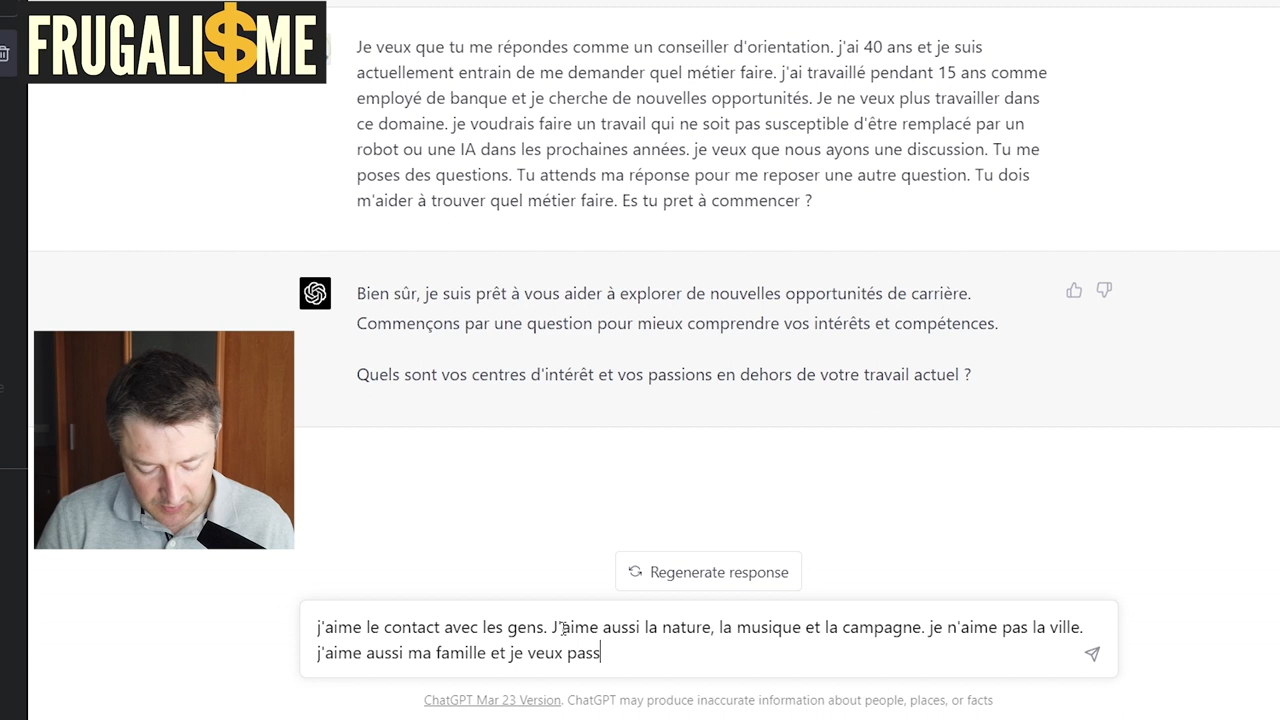 FRUGALI$ME
Je veux que tu me répondes comme un conseiller d'orientation. j'ai 40 ans et je suis
actuellement entrain de me demander quel métier faire. j'ai travaillé pendant 15 ans comme
employé de banque et je cherche de nouvelles opportunités. Je ne veux plus travailler dans
ce domaine. je voudrais faire un travail qui ne soit pas susceptible d'être remplacé par un
robot ou une IA dans les prochaines années. je veux que nous ayons une discussion. Tu me
poses des questions. Tu attends ma réponse pour me reposer une autre question. Tu dois
m'aider à trouver quel métier faire. Es tu pret à commencer ?
Bien sûr, je suis prêt à vous aider à explorer de nouvelles opportunités de carrière.
Commençons par une question pour mieux comprendre vos intérêts et compétences.
Quels sont vos centres d'intérêt et vos passions en dehors de votre travail actuel ?
Regenerate response
j'aime le contact avec les gens. J'aime aussi la nature, la musique et la campagne. je n'aime pas la ville.
j'aime aussi ma famille et je veux pass
ChatGPT Mar 23 Version. ChatGPT may produce inaccurate information about people, places, or facts